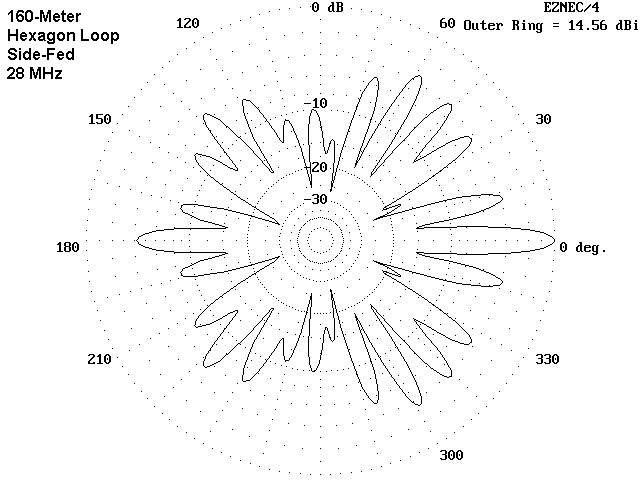 160-Meter
Hexagon Loop
Side-Fed
28 MHz
0 dB
EZNEC/4
Outer Ring = 14.56 dBi
120
60
-10
150
30
-20
-30
180
0 deg.
210
330
300